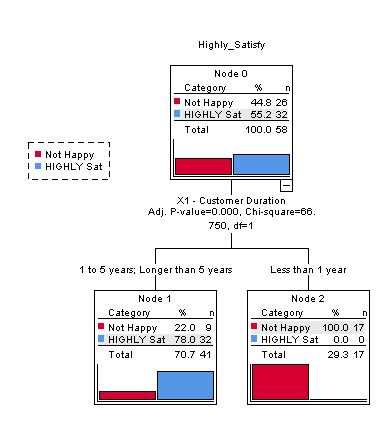 Highly_Satisfy
Node 0
Category % n
Not Happy 44.8 26
HIGHLY Sat 55.2 32
Total 100.0 58
Not Happy
HIGHLY Sat
X1 - Customer Duration
Adj. P-value=0.000, Chi-square=66.
750, df=1
1 to 5 years; Longer than 5 years
Less than 1 year
Node 1
Category % n
Not Happy 22.0 9
HIGHLY Sat 78.0 32
Total 70.7 41
Node 2
Category % n
Not Happy 100.0 17
HIGHLY Sat 0.0 0
Total 29.3 17